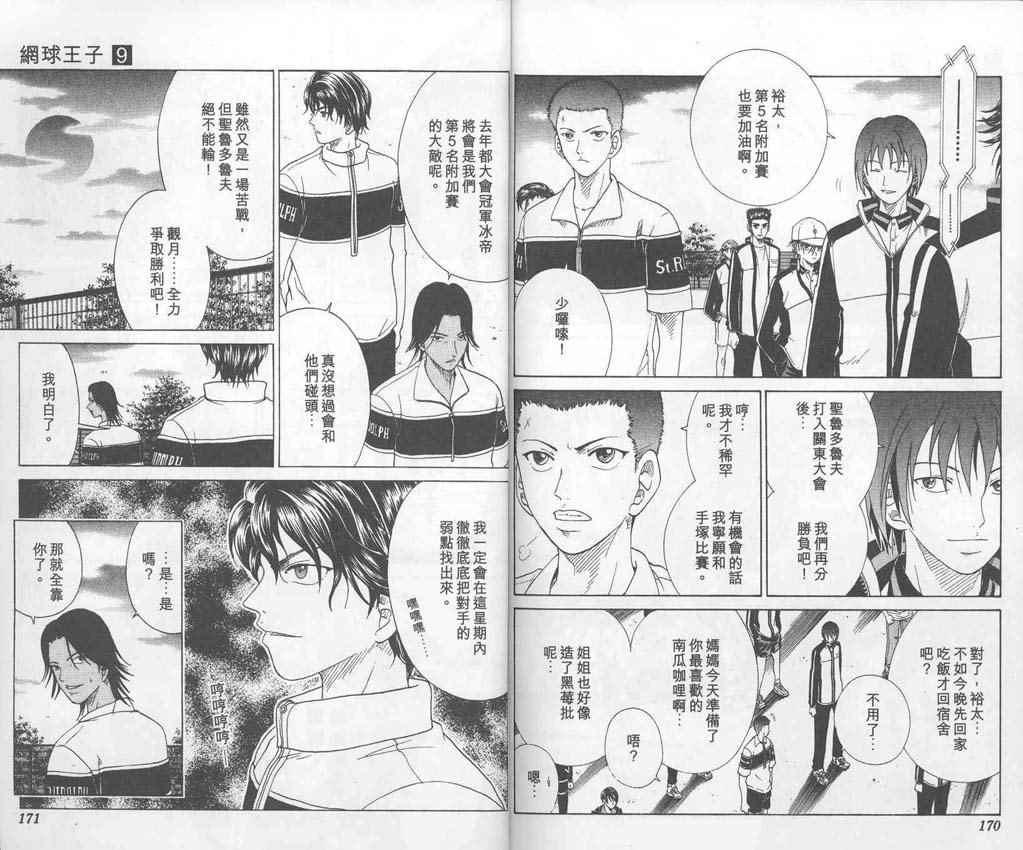 …………
裕太，
第5名附加賽
也要加油啊。
少囉嗦！
ST.R
聖魯多魯夫
打入關東大會
後…
我們再分
勝負吧！
哼…
我才不稀罕
呢。
有機會的話
我寧願和
手塚比賽。
對了，裕太…
不如今晚先回家
吃飯才回宿舍
吧？
不用了…
媽媽今天準備了
你最喜歡的
南瓜咖哩啊…
唔？
姐姐也好像
造了黑莓批
呢…
嗯…
170
網球王子 9
去年都大會冠軍冰帝
將會是我們
第5名附加賽
的大敵呢。
OLPH
真沒想過會和
他們碰頭…
DOLPH
雖然又是一場苦戰，
但聖魯多魯夫
絕不能輸！
觀月……全力
爭取勝利吧！
我明白了。
我一定會在這星期內
徹徹底底把對手的
弱點找出來。
嘿嘿嘿……
哼哼哼哼…
…是…是
嗎？
那就全靠
你了。
171